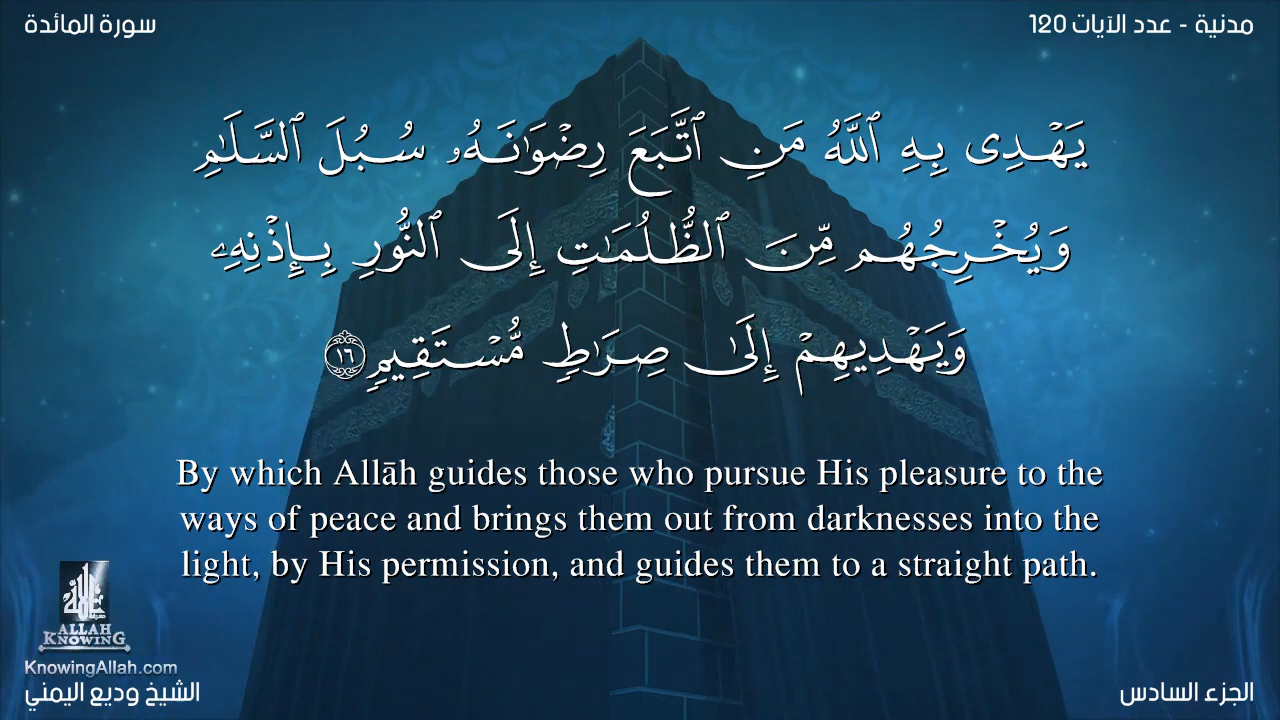 سورة المائدة
مدنية - عدد الآيات 120
يَهْدِى بِهِ ٱللَّهُ مَنِ ٱتَّبَعَ رِضْوَٰنَهُۥ سُبُلَ ٱلسَّلَٰمِ
وَيُخْرِجُهُم مِّنَ ٱلظُّلُمَٰتِ إِلَى ٱلنُّورِ بِإِذْنِهِۦ
وَيَهْدِيهِمْ إِلَىٰ صِرَٰطٍ مُّسْتَقِيمٍ ١٦
By which Allāh guides those who pursue His pleasure to the
ways of peace and brings them out from darknesses into the
light, by His permission, and guides them to a straight path.
ALLAH
KNOWING
KnowingAllah.com
الشيخ وديع اليمني
الجزء السادس